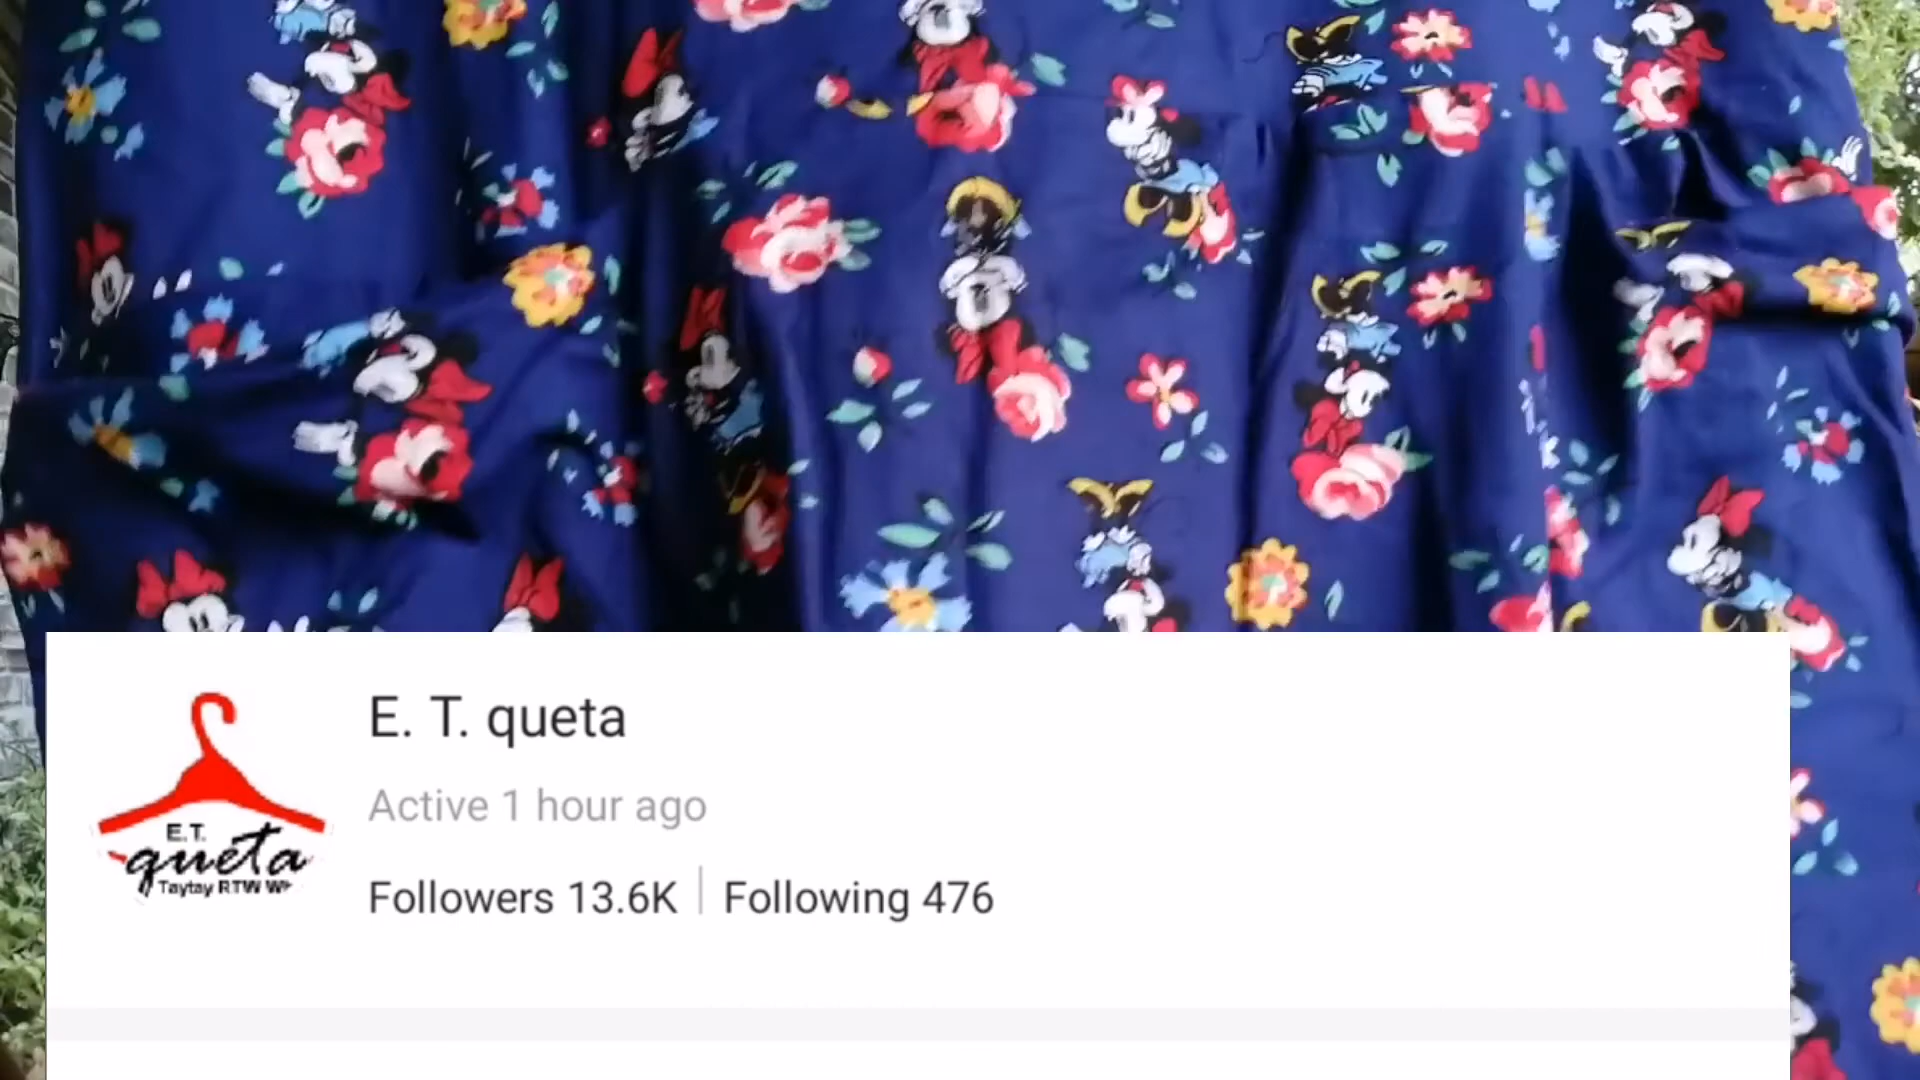 E. T. queta
Active 1 hour ago
Followers 13.6K
Following 476
E.T.
queta
Taytay RTW